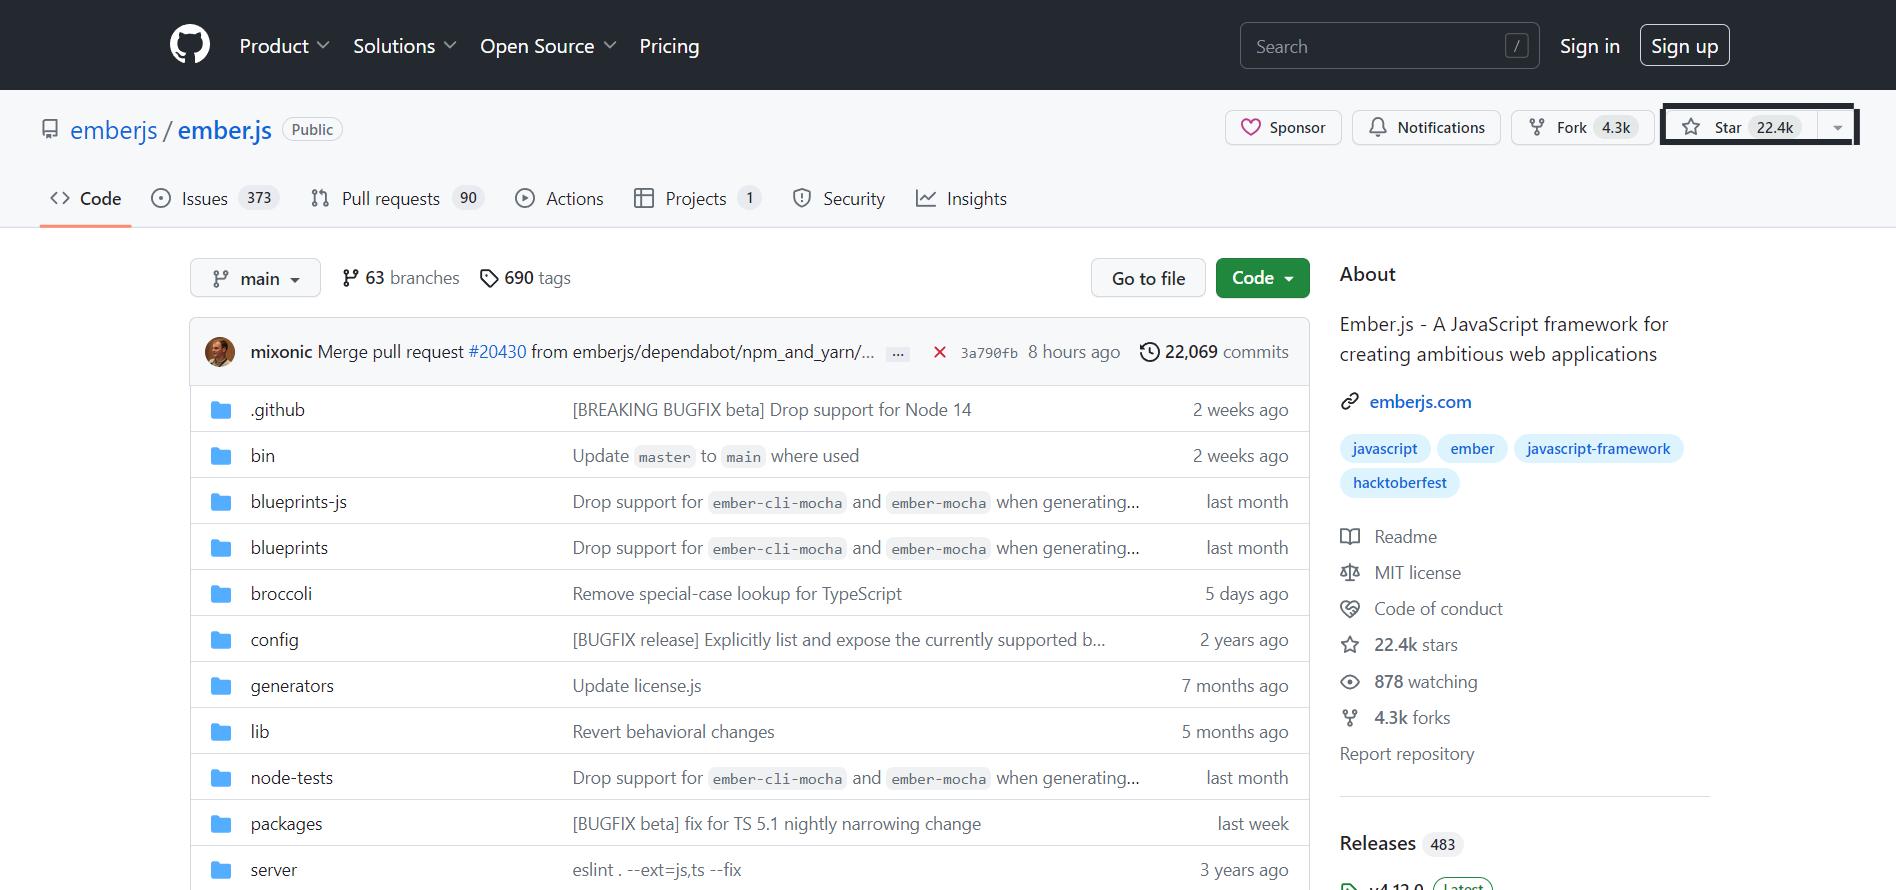 Product Solutions Open Source Pricing Search / Sign in Sign up
emberjs / ember.js Public Sponsor Notifications Fork 4.3k Star 22.4k
Code Issues 373 Pull requests 90 Actions Projects 1 Security Insights
main 63 branches 690 tags Go to file Code
mixonic Merge pull request #20430 from emberjs/dependabot/npm_and_yarn/... ... 3a790fb 8 hours ago 22,069 commits
.github [BREAKING BUGFIX beta] Drop support for Node 14 2 weeks ago
bin Update master to main where used 2 weeks ago
blueprints-js Drop support for ember-cli-mocha and ember-mocha when generating... last month
blueprints Drop support for ember-cli-mocha and ember-mocha when generating... last month
broccoli Remove special-case lookup for TypeScript 5 days ago
config [BUGFIX release] Explicitly list and expose the currently supported b... 2 years ago
generators Update license.js 7 months ago
lib Revert behavioral changes 5 months ago
node-tests Drop support for ember-cli-mocha and ember-mocha when generating... last month
packages [BUGFIX beta] fix for TS 5.1 nightly narrowing change last week
server eslint . --ext=js,ts --fix 3 years ago
About
Ember.js - A JavaScript framework for
creating ambitious web applications
emberjs.com
javascript ember javascript-framework
hacktoberfest
Readme
MIT license
Code of conduct
22.4k stars
878 watching
4.3k forks
Report repository
Releases 483
v4.12.0 Latest